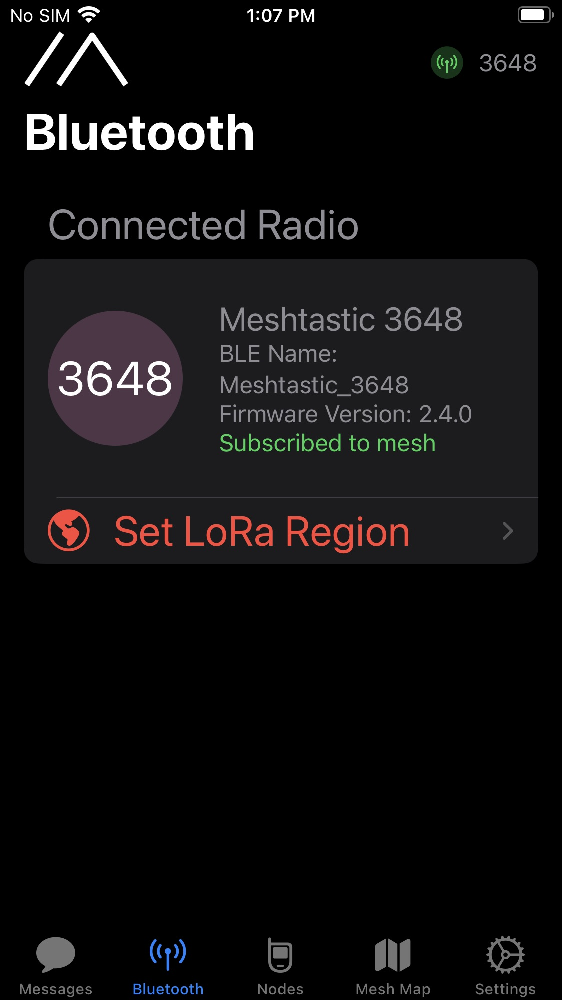 No SIM 1:07 PM
3648
Bluetooth
Connected Radio
3648
Meshtastic 3648
BLE Name:
Meshtastic_3648
Firmware Version: 2.4.0
Subscribed to mesh
Set LoRa Region
Messages Bluetooth Nodes Mesh Map Settings